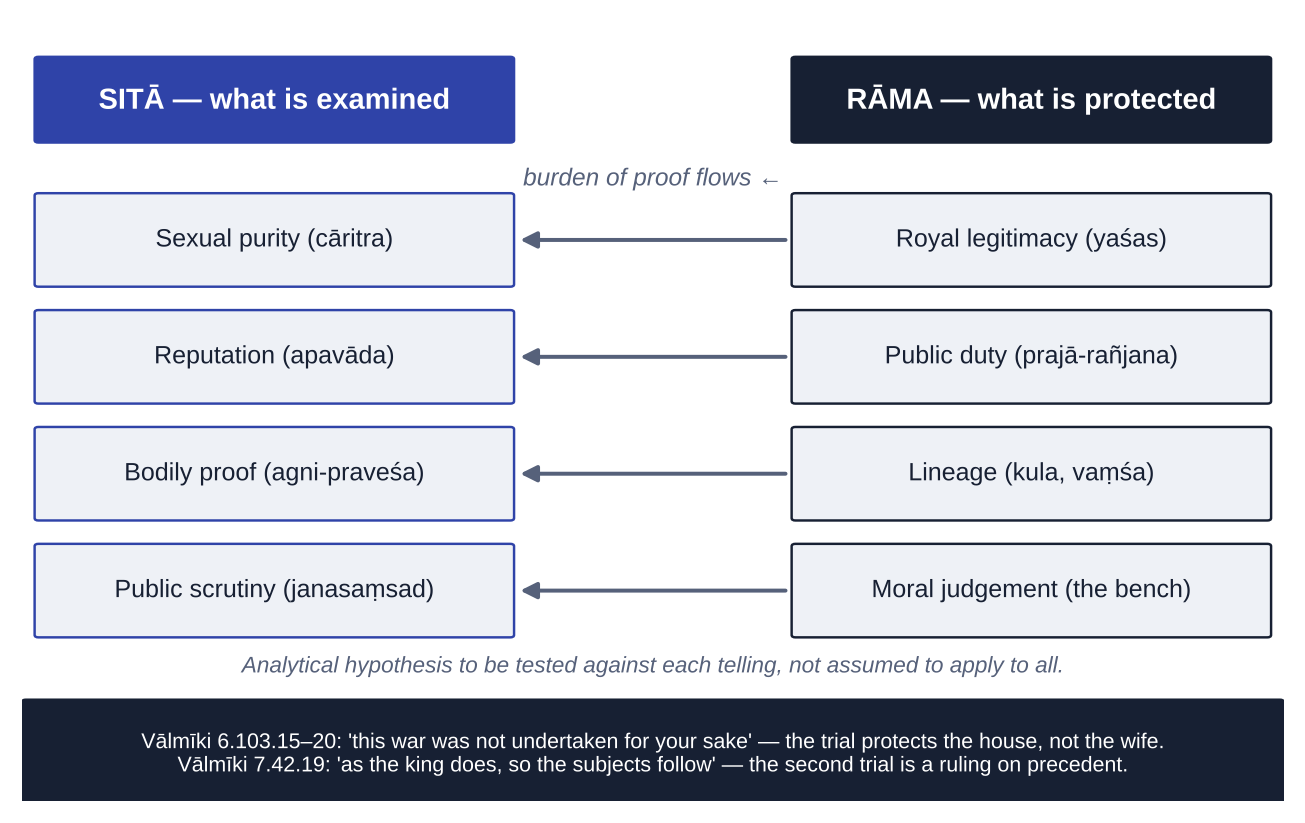 SITĀ — what is examined
RĀMA — what is protected
burden of proof flows ←
Sexual purity (cāritra)
Royal legitimacy (yaśas)
Reputation (apavāda)
Public duty (prajā-rañjana)
Bodily proof (agni-praveśa)
Lineage (kula, vaṃśa)
Public scrutiny (janasaṃsad)
Moral judgement (the bench)
Analytical hypothesis to be tested against each telling, not assumed to apply to all.
Vālmīki 6.103.15–20: 'this war was not undertaken for your sake' — the trial protects the house, not the wife.
Vālmīki 7.42.19: 'as the king does, so the subjects follow' — the second trial is a ruling on precedent.